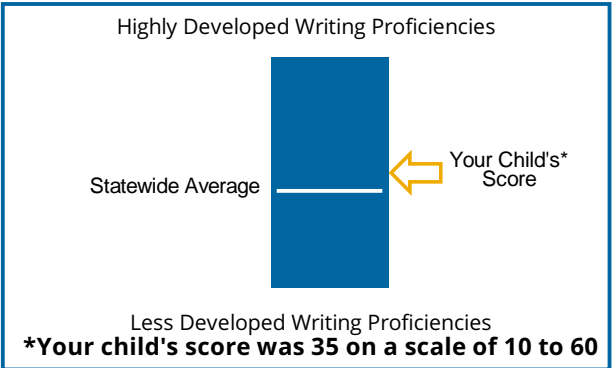 Highly Developed Writing Proficiencies
Your Child's*
Score
Statewide Average
Less Developed Writing Proficiencies
*Your child's score was 35 on a scale of 10 to 60